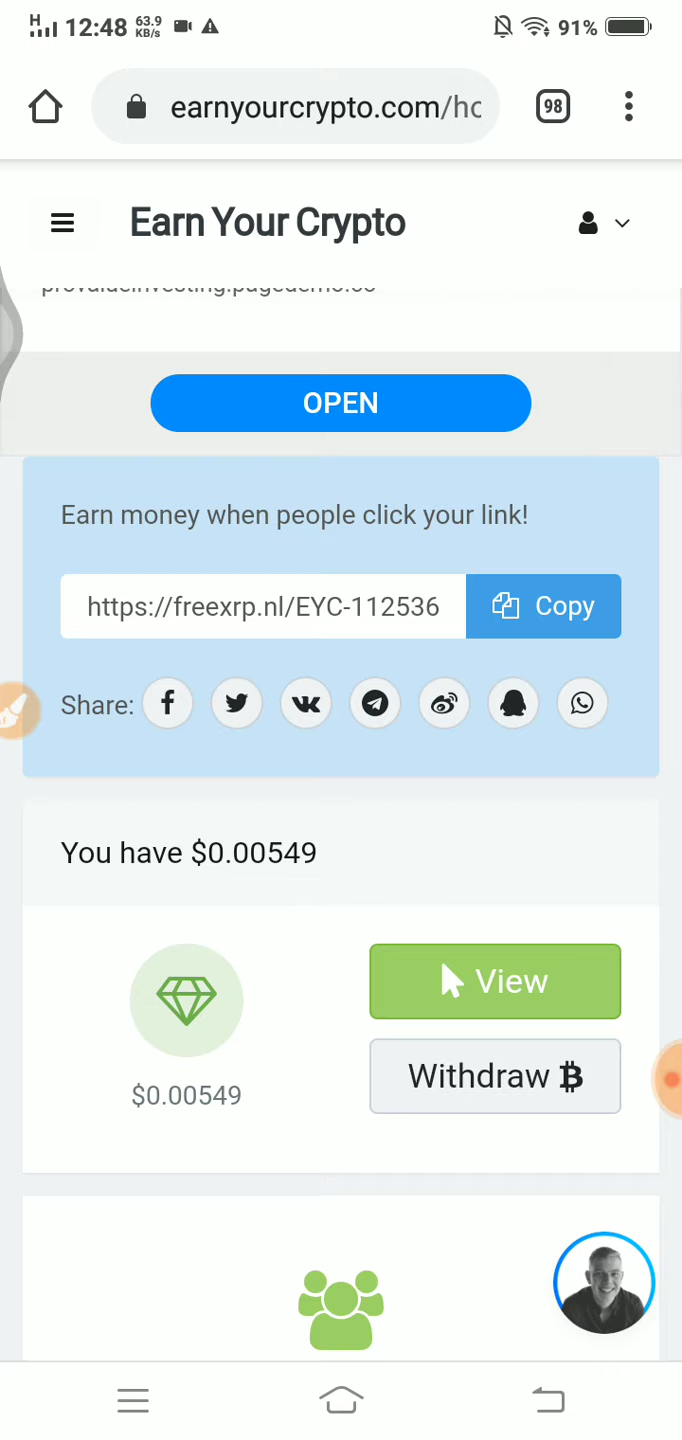 H 12:48 63.9 KB/s 91%
earnyourcrypto.com/hc 98
Earn Your Crypto
OPEN
Earn money when people click your link!
https://freexrp.nl/EYC-112536 Copy
Share:
You have $0.00549
View
Withdraw ₿
$0.00549